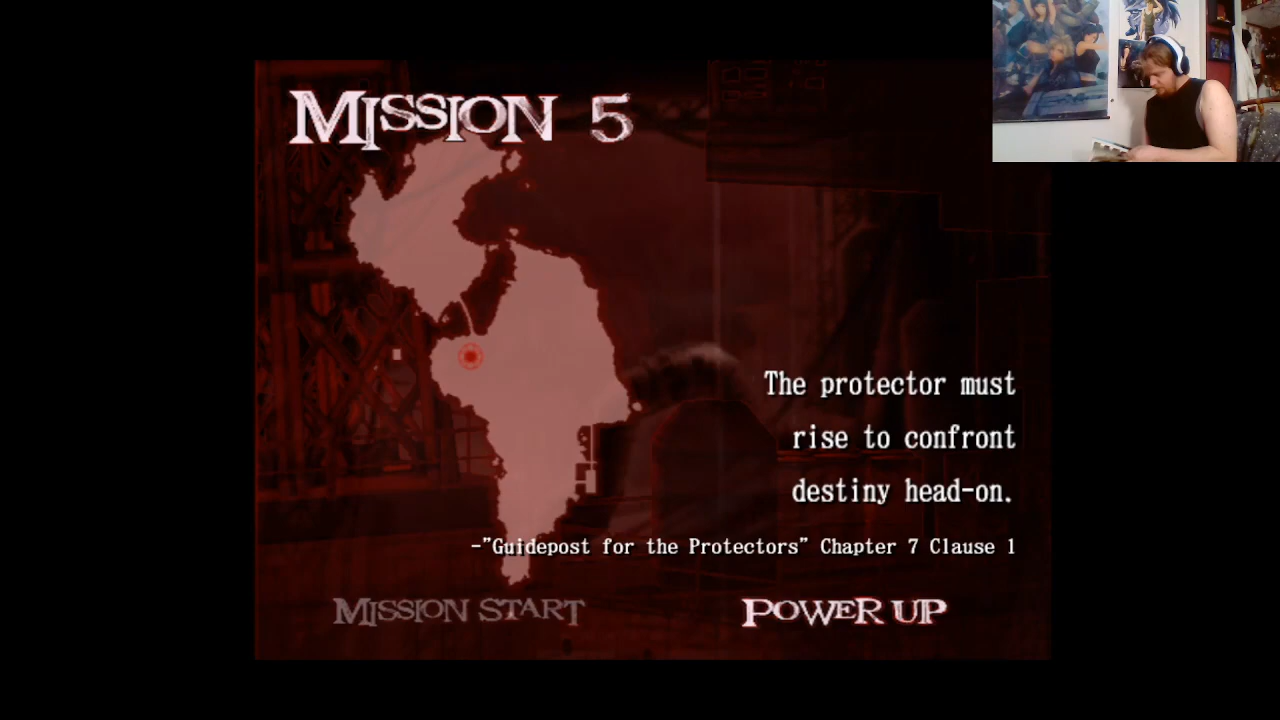 MISSION 5
The protector must
rise to confront
destiny head-on.
-"Guidepost for the Protectors" Chapter 7 Clause 1
MISSION START
POWER UP